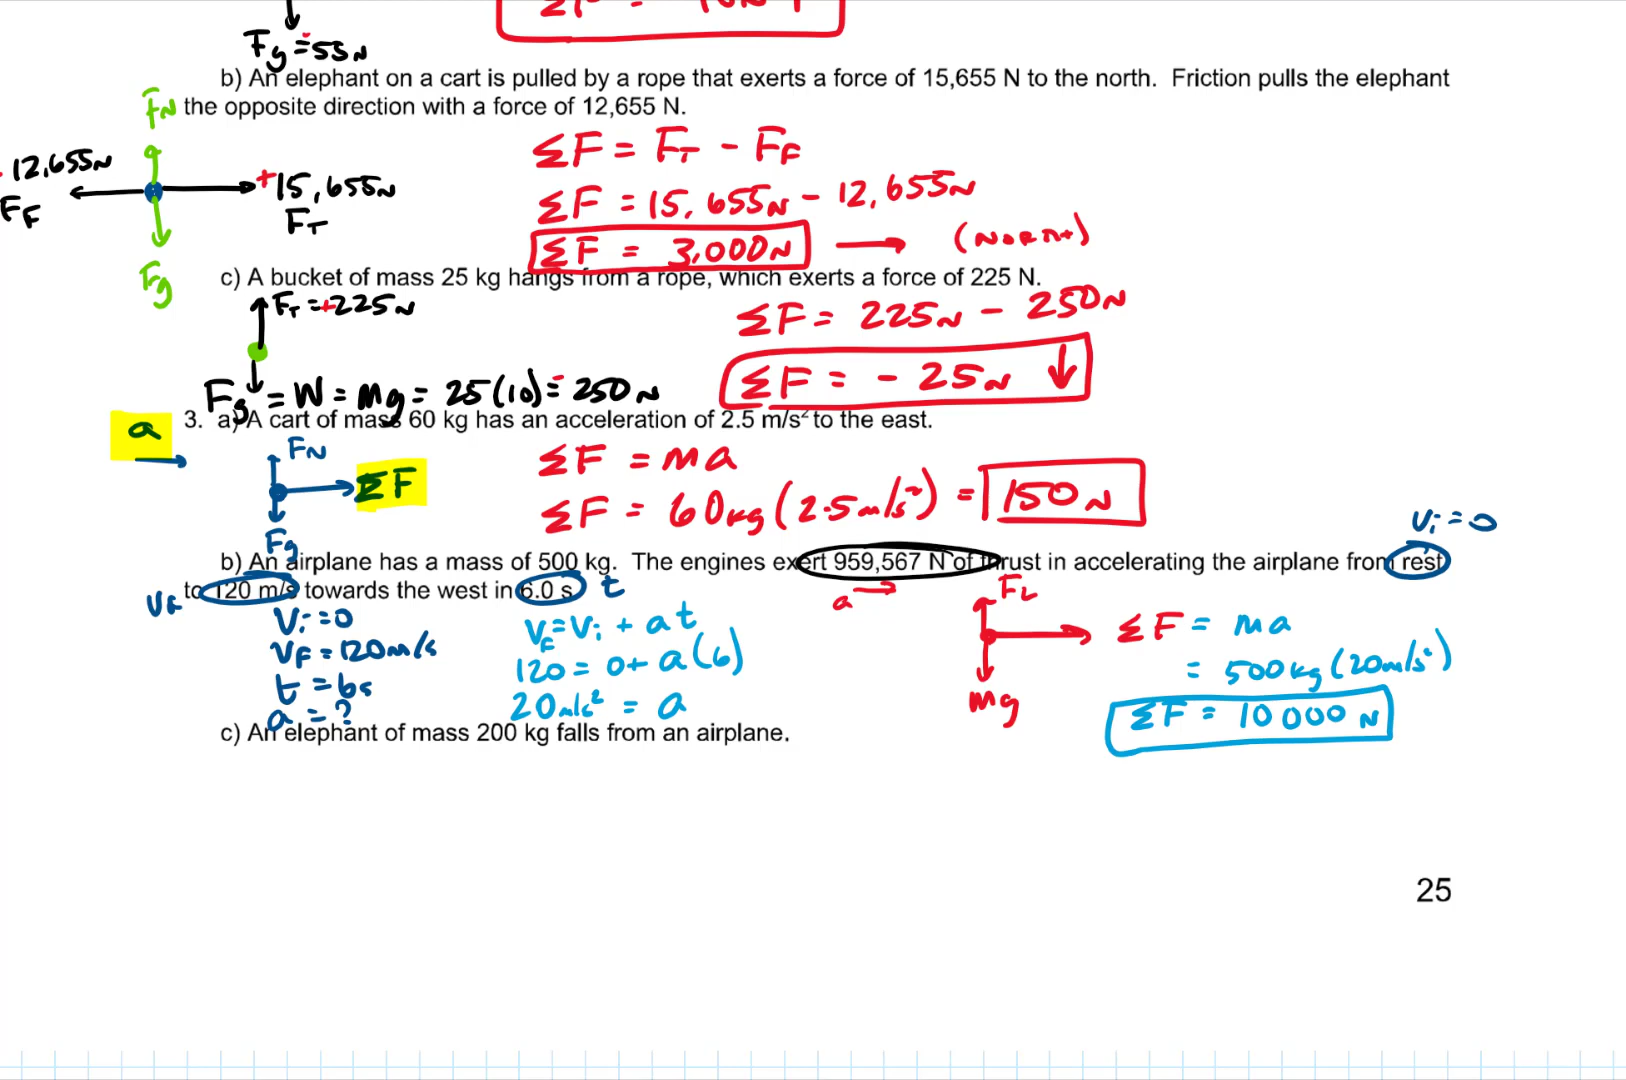 ΣF = 10N ↑
Fg = 55N
b) An elephant on a cart is pulled by a rope that exerts a force of 15,655 N to the north. Friction pulls the elephant
the opposite direction with a force of 12,655 N.
FN
- 12,655N
FF
+15,655N
FT
Fg
ΣF = FT - FF
ΣF = 15,655N - 12,655N
ΣF = 3,000N → (North)
c) A bucket of mass 25 kg hangs from a rope, which exerts a force of 225 N.
FT = +225N
ΣF = 225N - 250N
ΣF = - 25N ↓
Fg = W = mg = 25(10) = 250N
3. a) A cart of mass 60 kg has an acceleration of 2.5 m/s² to the east.
a
FN
ΣF
Fg
ΣF = ma
ΣF = 60kg (2.5m/s²) = 150N
Vi = 0
b) An airplane has a mass of 500 kg. The engines exert 959,567 N of thrust in accelerating the airplane from rest
VF to 120 m/s towards the west in 6.0 s. t
Vi = 0
VF = 120m/s
t = 6s
a = ?
VF = Vi + at
120 = 0 + a(6)
20m/s² = a
a →
FL
mg
ΣF = ma
= 500kg (20m/s²)
ΣF = 10 000 N
c) An elephant of mass 200 kg falls from an airplane.
25